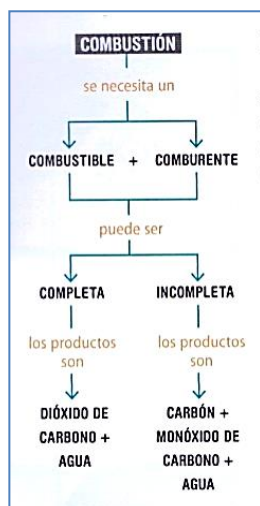 COMBUSTIÓN
se necesita un
COMBUSTIBLE + COMBURENTE
puede ser
COMPLETA
INCOMPLETA
los productos
son
los productos
son
DIÓXIDO DE
CARBONO +
AGUA
CARBÓN +
MONÓXIDO DE
CARBONO +
AGUA